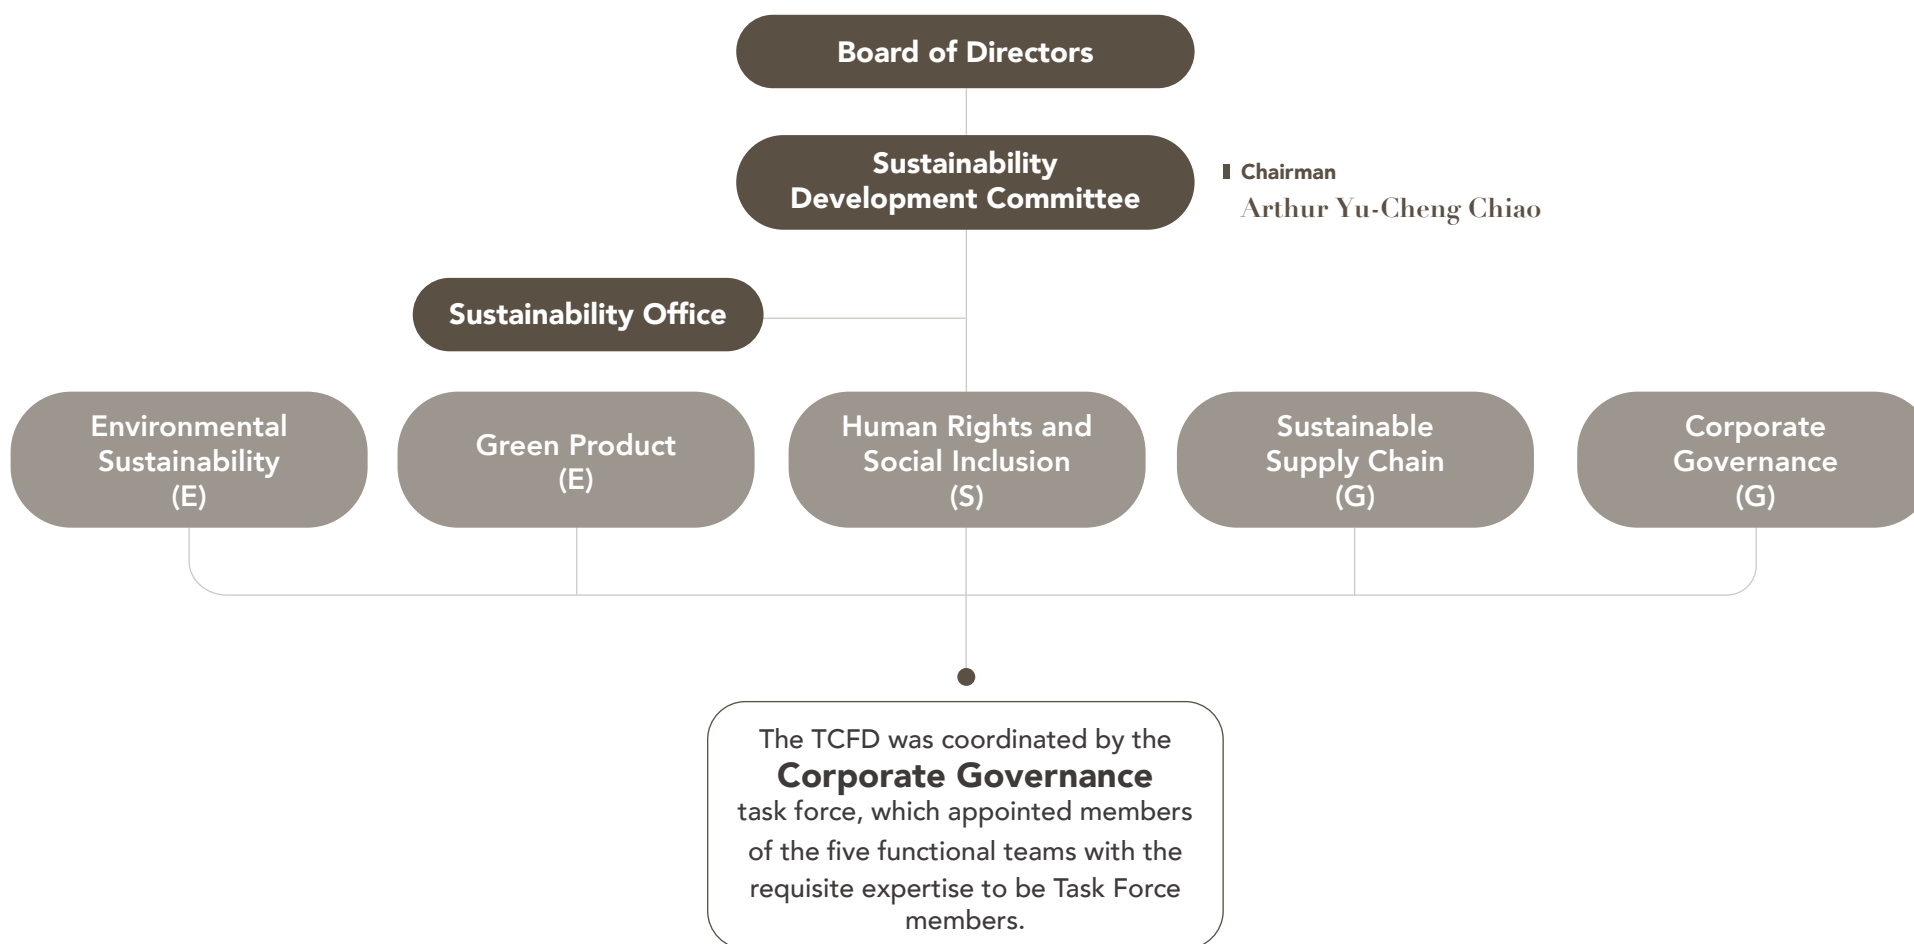 Board of Directors
Sustainability
Development Committee
Chairman
Arthur Yu-Cheng Chiao
Sustainability Office
Environmental
Sustainability
(E)
Green Product
(E)
Human Rights and
Social Inclusion
(S)
Sustainable
Supply Chain
(G)
Corporate
Governance
(G)
The TCFD was coordinated by the
Corporate Governance
task force, which appointed members
of the five functional teams with the
requisite expertise to be Task Force
members.